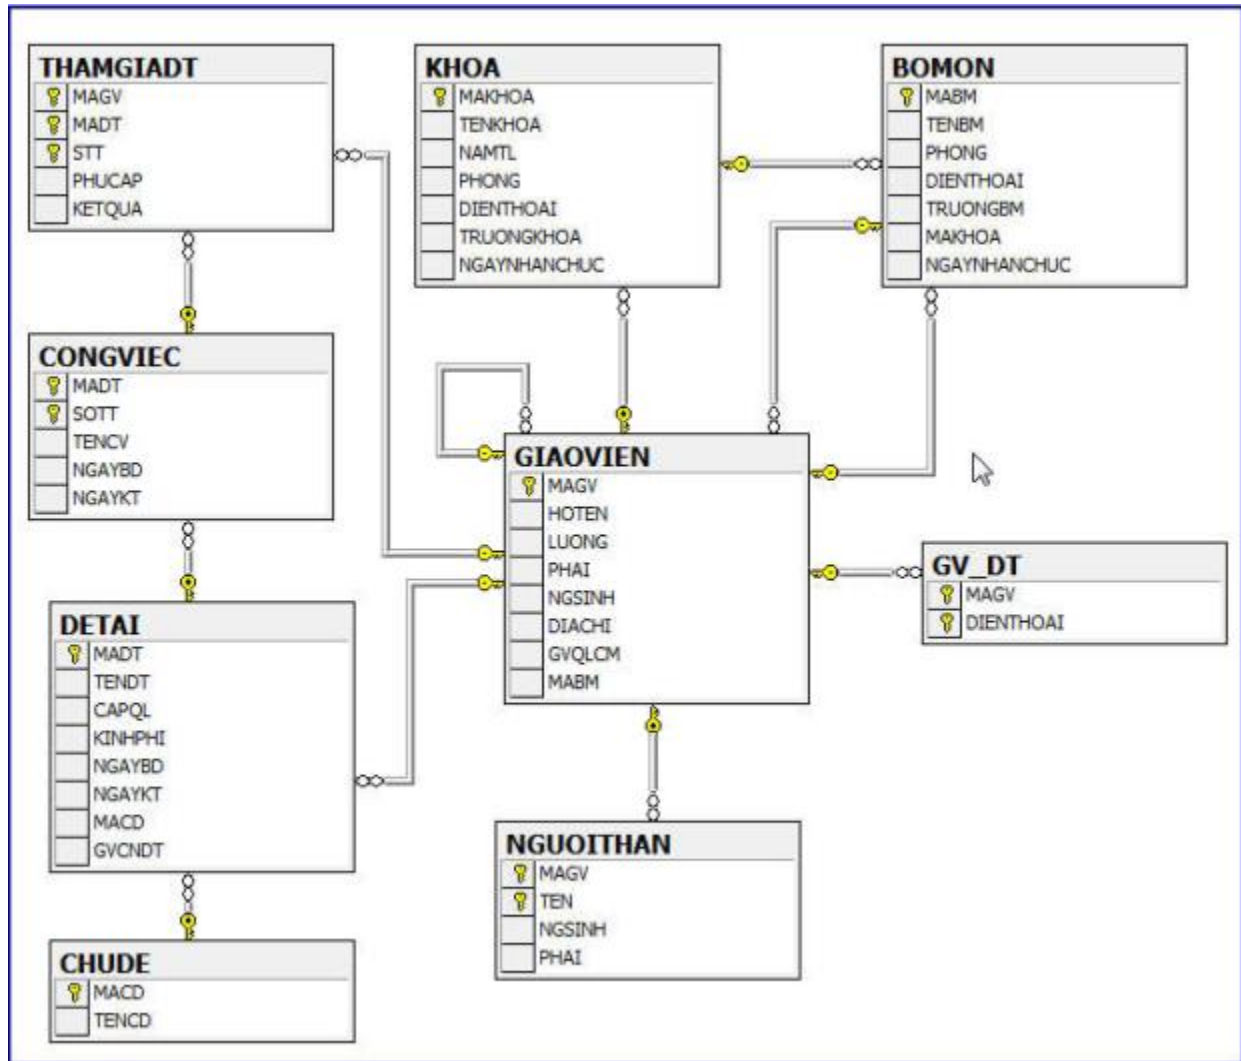 THAMGIADT
MAGV
MADT
STT
PHUCAP
KETQUA
KHOA
MAKHOA
TENKHOA
NAMTL
PHONG
DIENTHOAI
TRUONGKHOA
NGAYNHANCHUC
BOMON
MABM
TENBM
PHONG
DIENTHOAI
TRUONGBM
MAKHOA
NGAYNHANCHUC
CONGVIEC
MADT
SOTT
TENCV
NGAYBD
NGAYKT
GIAOVIEN
MAGV
HOTEN
LUONG
PHAI
NGSINH
DIACHI
GVQLCM
MABM
GV_DT
MAGV
DIENTHOAI
DETAI
MADT
TENDT
CAPQL
KINHPHI
NGAYBD
NGAYKT
MACD
GVCNDT
NGUOITHAN
MAGV
TEN
NGSINH
PHAI
CHUDE
MACD
TENCD